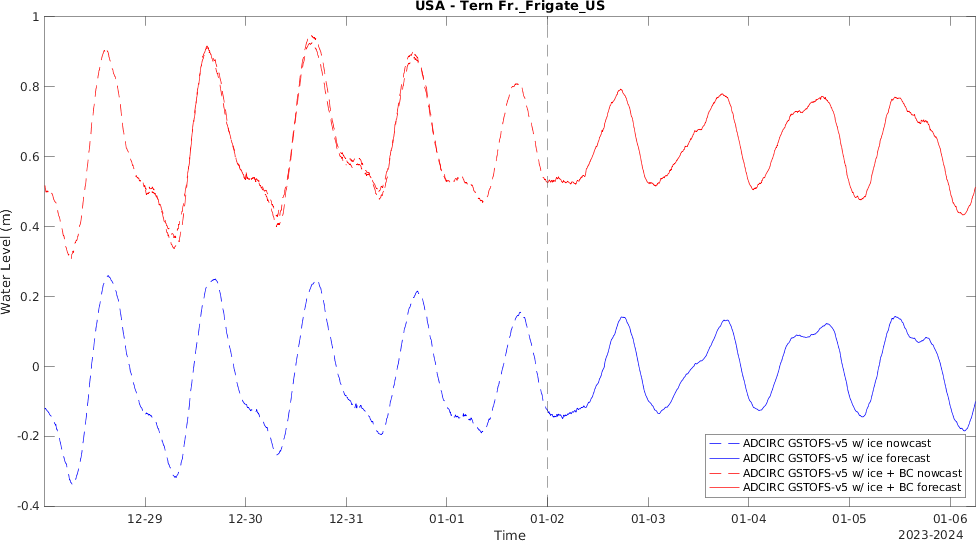 USA - Tern Fr._Frigate_US
1
0.8
0.6
0.4
0.2
0
-0.2
-0.4
Water Level (m)
ADCIRC GSTOFS-v5 w/ ice nowcast
ADCIRC GSTOFS-v5 w/ ice forecast
ADCIRC GSTOFS-v5 w/ ice + BC nowcast
ADCIRC GSTOFS-v5 w/ ice + BC forecast
12-29 12-30 12-31 01-01 01-02 01-03 01-04 01-05 01-06
Time
2023-2024